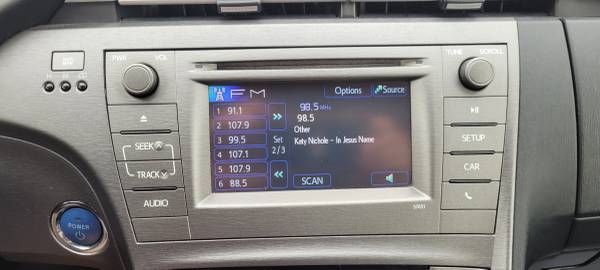 PWR VOL
TUNE SCROLL
FM
Options
Source
98.5 MHz
98.5
Other
Katy Nichole - In Jesus Name
1 91.1
2 107.9
3 99.5
4 107.1
5 107.9
6 88.5
Set
2/3
SCAN
SEEK
TRACK
AUDIO
SETUP
CAR
POWER